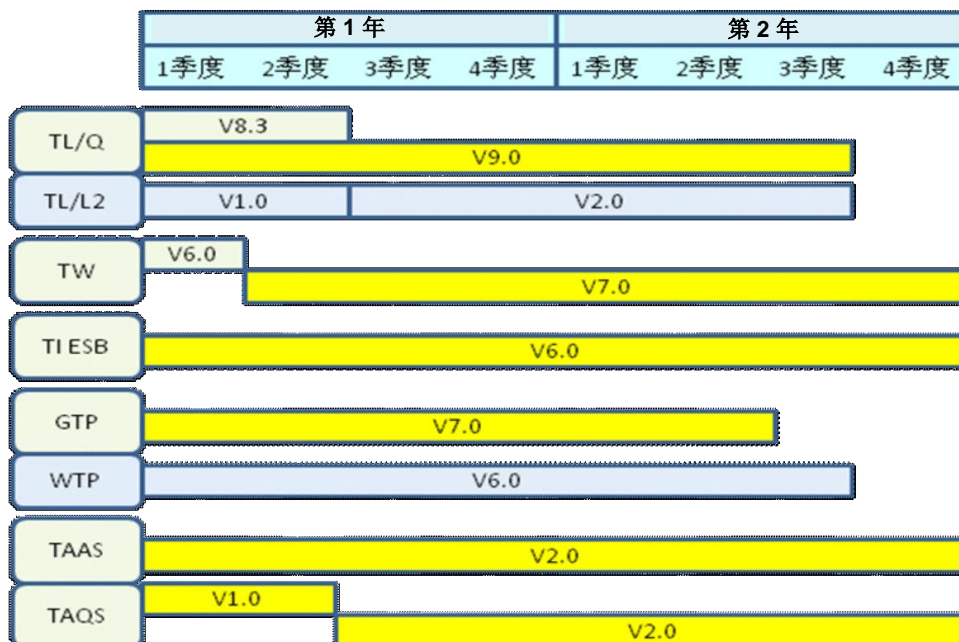 第 1 年 第 2 年
1季度 2季度 3季度 4季度 1季度 2季度 3季度 4季度
TL/Q V8.3
V9.0
TL/L2 V1.0 V2.0
TW V6.0
V7.0
TI ESB V6.0
GTP V7.0
WTP V6.0
TAAS V2.0
TAQS V1.0
V2.0